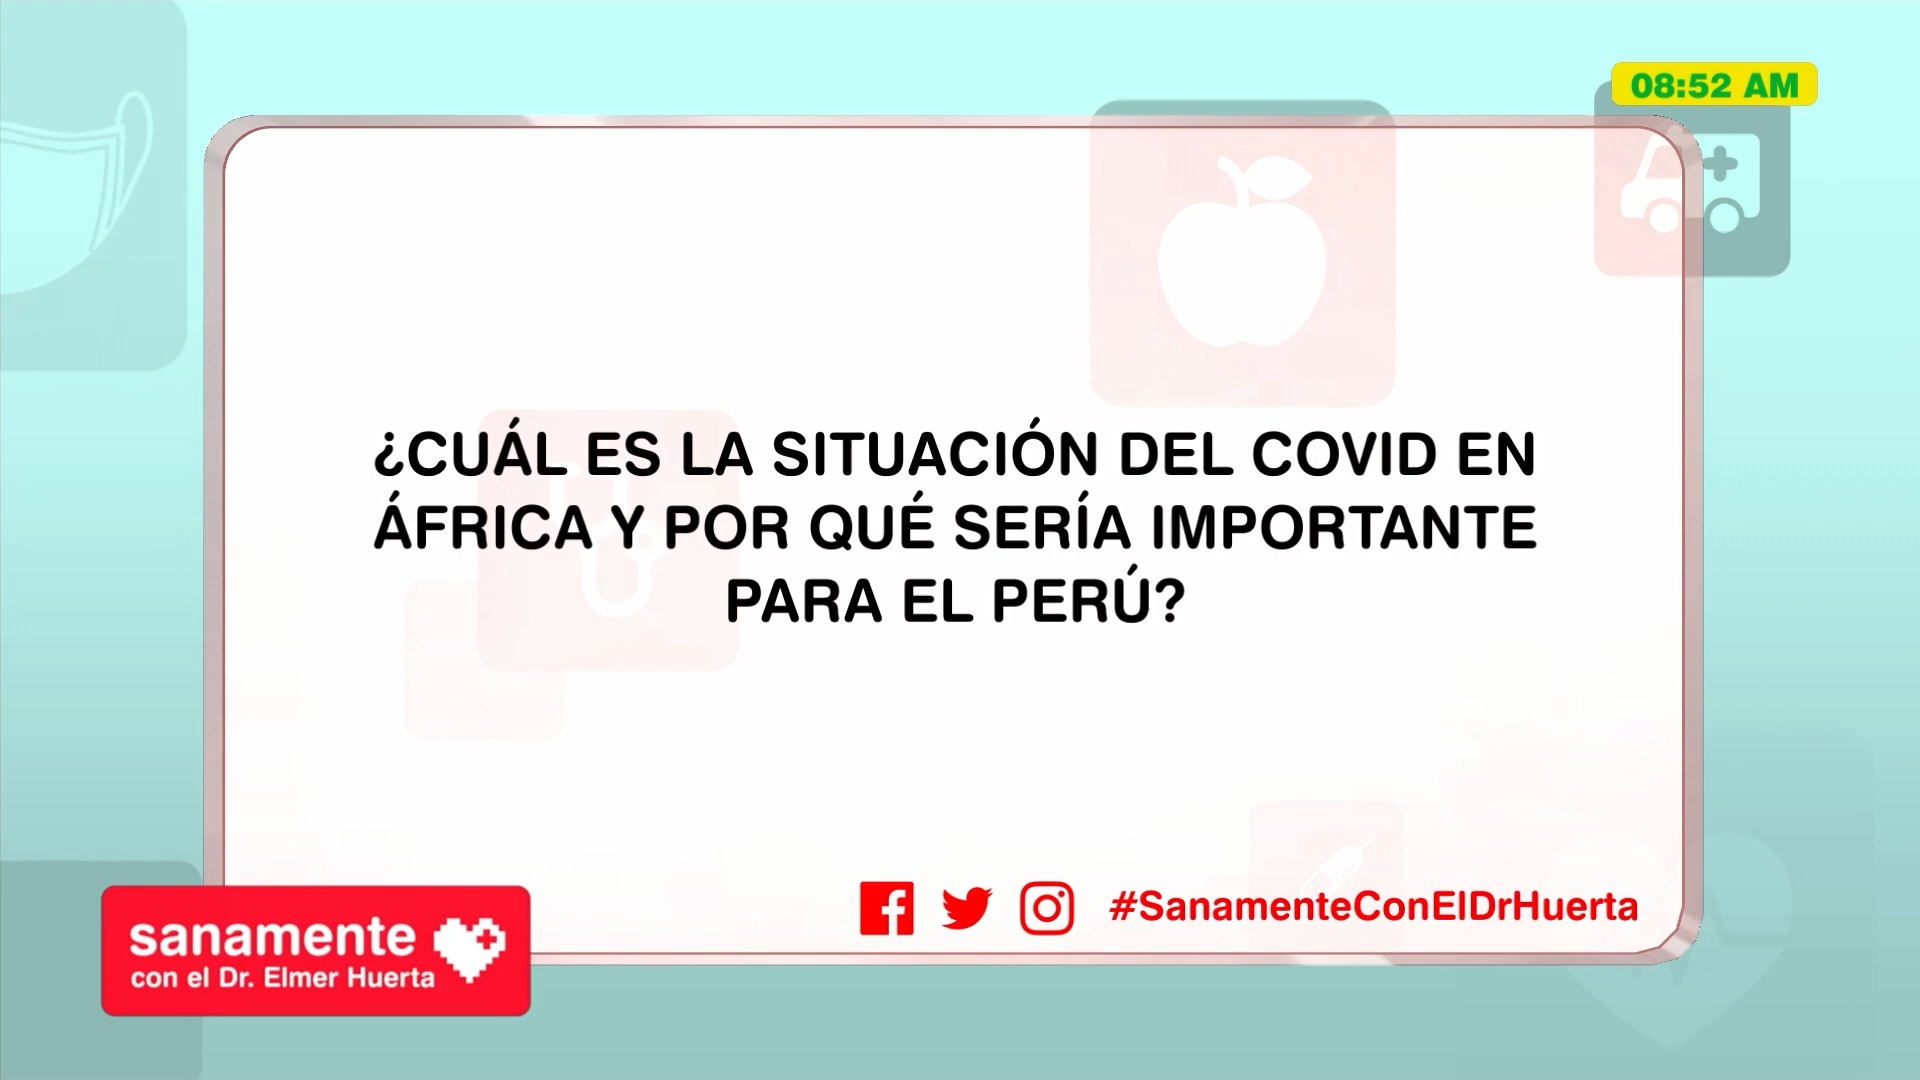 08:52 AM
¿CUÁL ES LA SITUACIÓN DEL COVID EN
ÁFRICA Y POR QUÉ SERÍA IMPORTANTE
PARA EL PERÚ?
#SanamenteConElDrHuerta
sanamente
con el Dr. Elmer Huerta